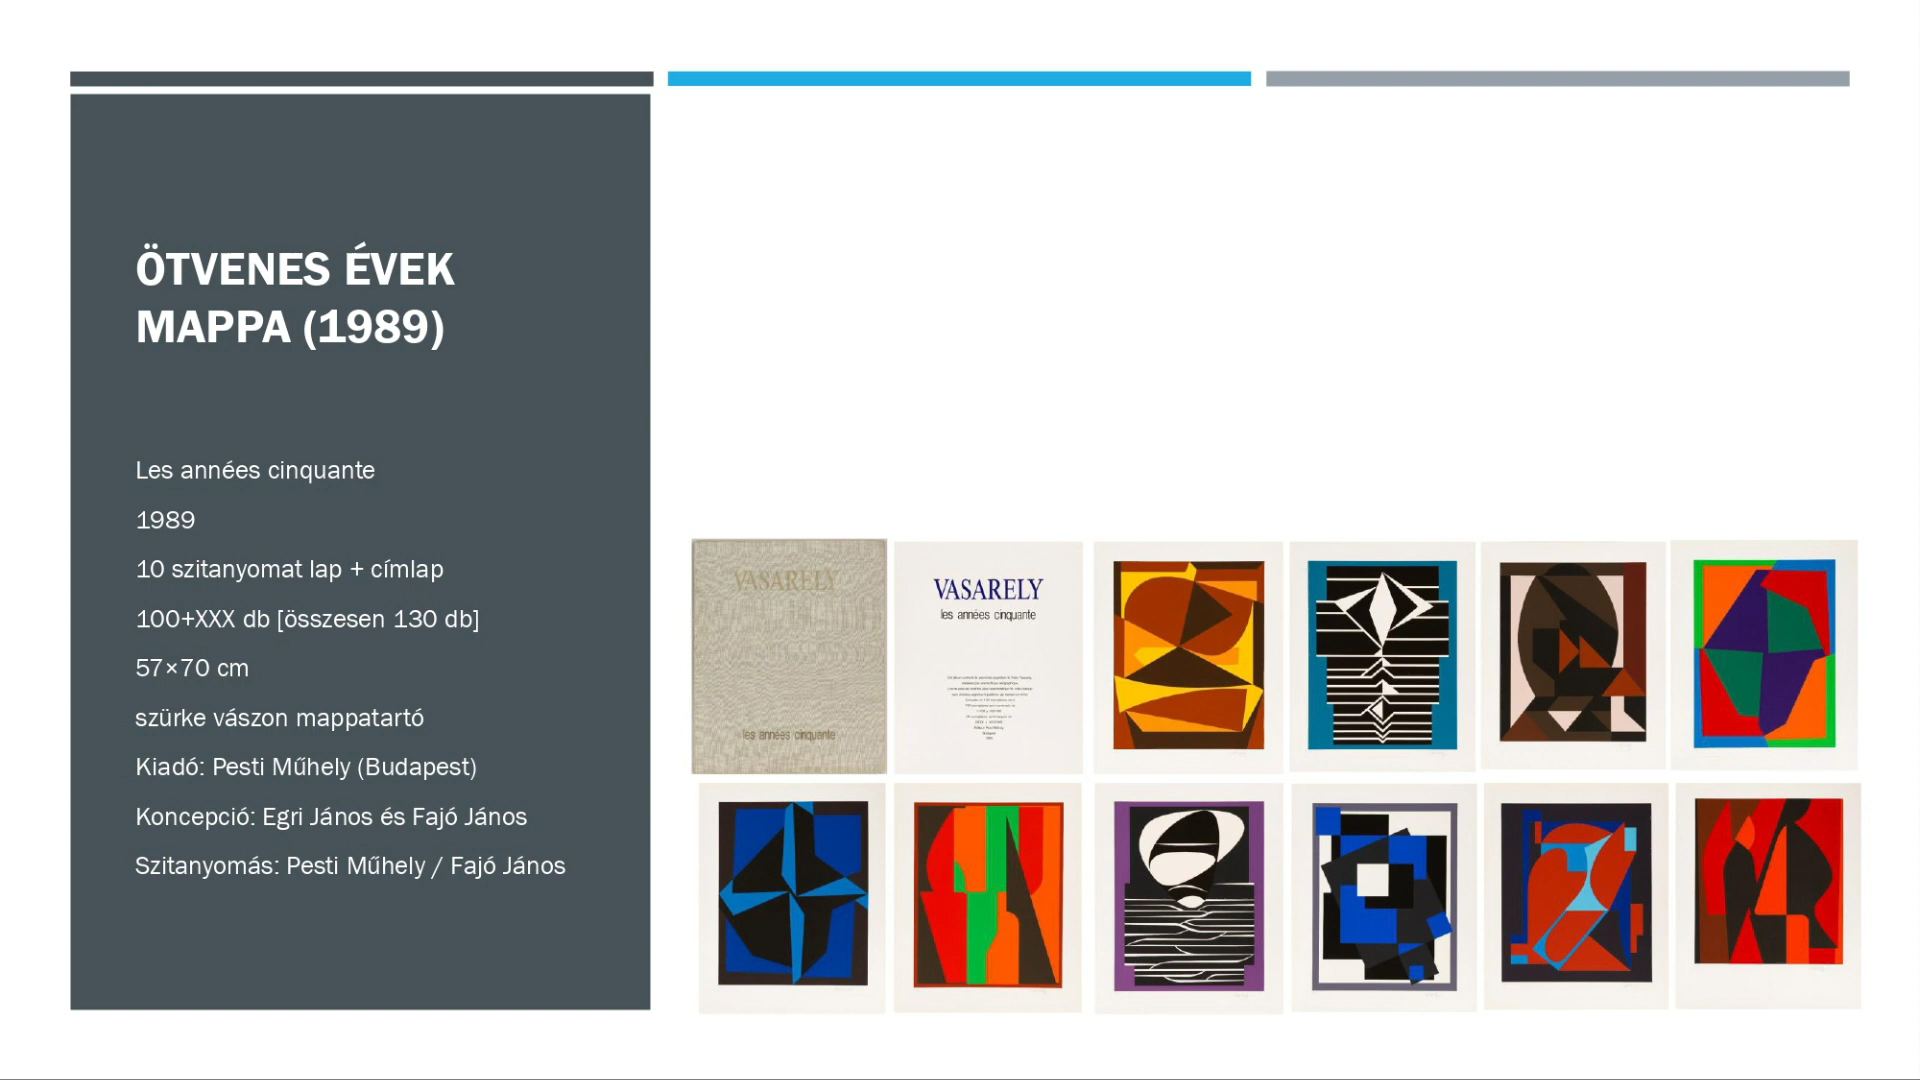 ÖTVENES ÉVEK
MAPPA (1989)
Les années cinquante
1989
10 szitanyomat lap + címlap
100+XXX db [összesen 130 db]
57×70 cm
szürke vászon mappatartó
Kiadó: Pesti Műhely (Budapest)
Koncepció: Egri János és Fajó János
Szitanyomás: Pesti Műhely / Fajó János
VASARELY
les années cinquante
VASARELY
les années cinquante